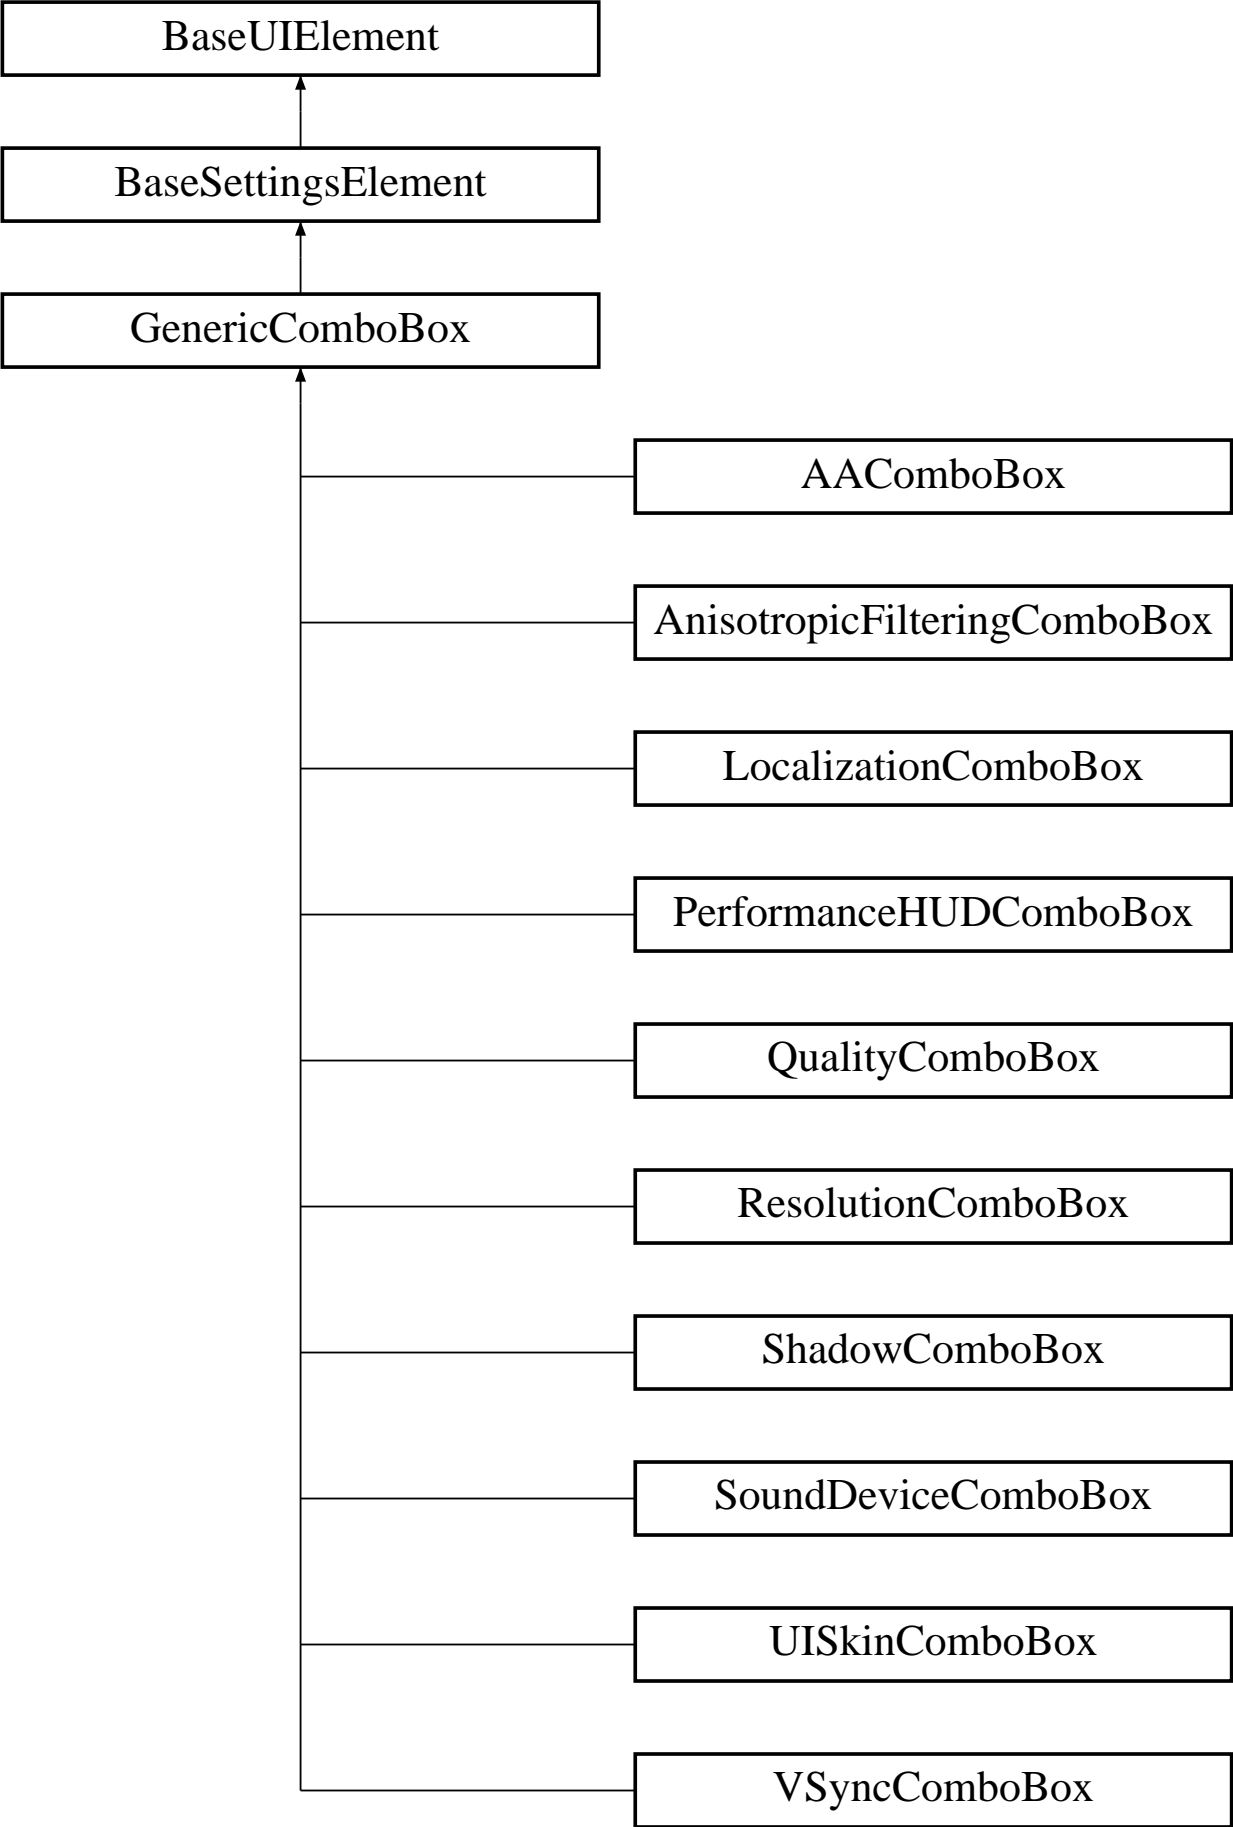 BaseUIElement
BaseSettingsElement
GenericComboBox
AAComboBox
AnisotropicFilteringComboBox
LocalizationComboBox
PerformanceHUDComboBox
QualityComboBox
ResolutionComboBox
ShadowComboBox
SoundDeviceComboBox
UISkinComboBox
VSyncComboBox